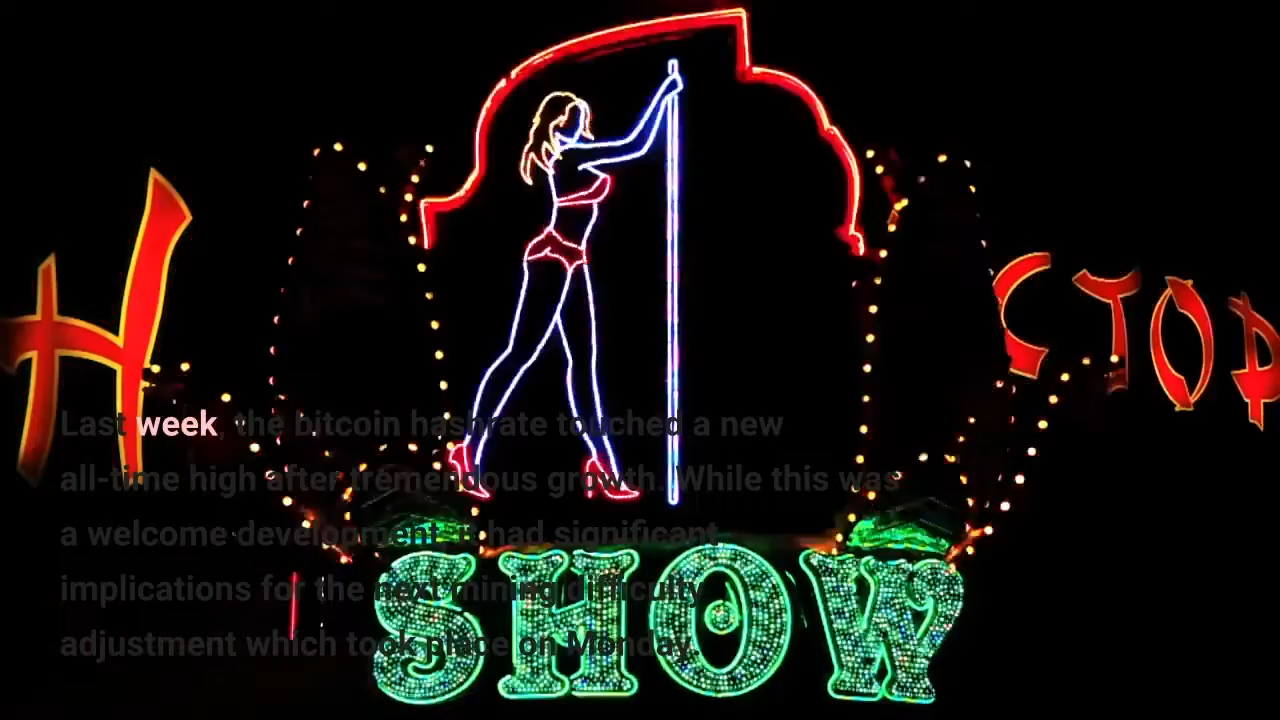 H
СТОР
Last week, the bitcoin hashrate touched a new
all-time high after tremendous growth. While this was
a welcome development, it had significant
implications for the next mining difficulty
adjustment which took place on Monday.
SHOW